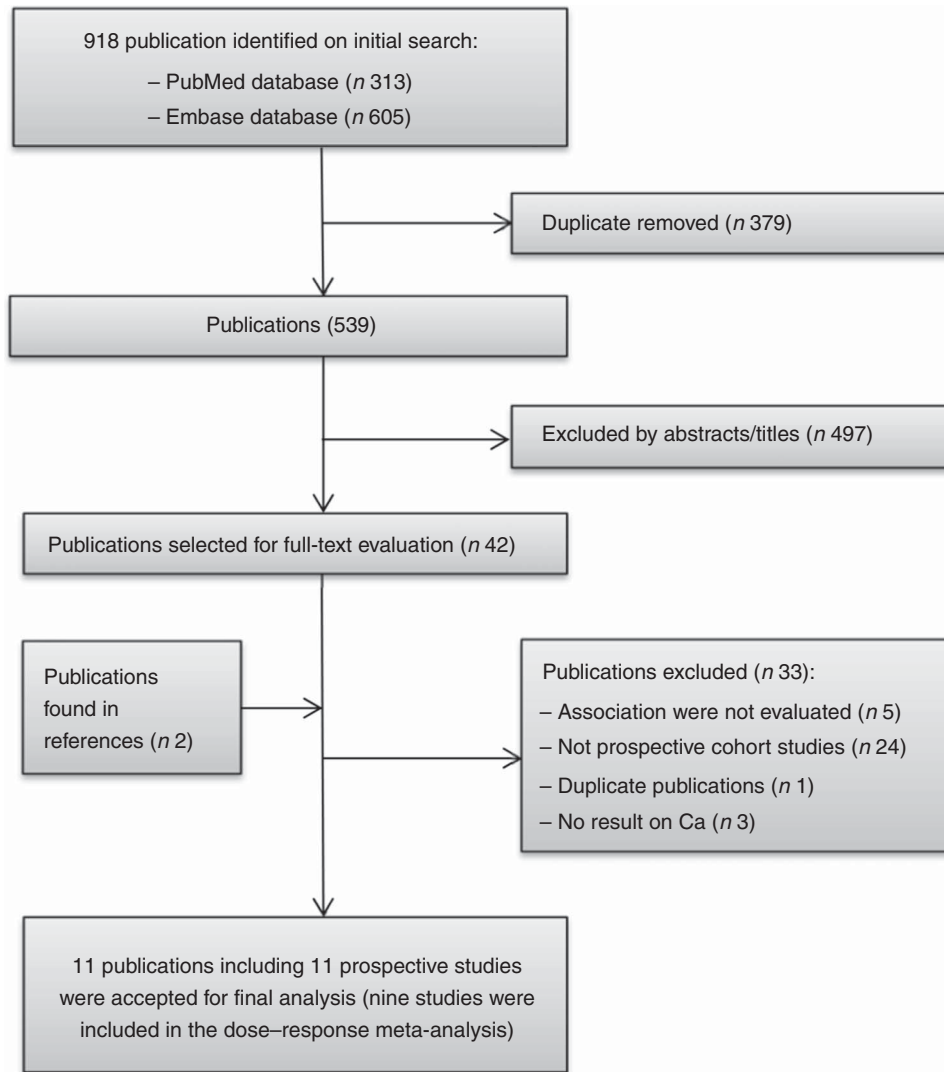 918 publication identified on initial search:
– PubMed database (n 313)
– Embase database (n 605)
Duplicate removed (n 379)
Publications (539)
Excluded by abstracts/titles (n 497)
Publications selected for full-text evaluation (n 42)
Publications
found in
references (n 2)
Publications excluded (n 33):
– Association were not evaluated (n 5)
– Not prospective cohort studies (n 24)
– Duplicate publications (n 1)
– No result on Ca (n 3)
11 publications including 11 prospective studies
were accepted for final analysis (nine studies were
included in the dose–response meta-analysis)